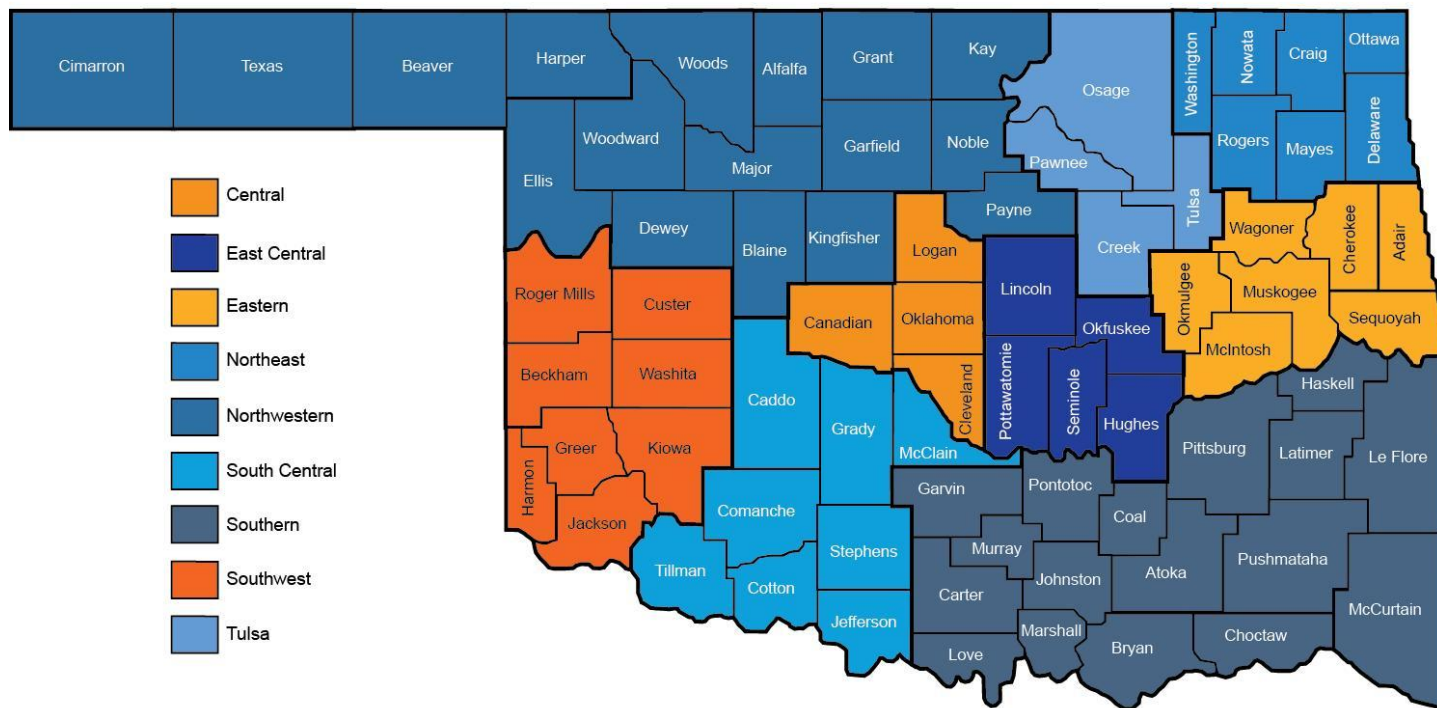 Cimarron
Texas
Beaver
Harper
Woods
Alfalfa
Grant
Kay
Osage
Washington
Nowata
Craig
Ottawa
Woodward
Major
Garfield
Noble
Pawnee
Rogers
Mayes
Delaware
Ellis
Dewey
Blaine
Kingfisher
Logan
Payne
Creek
Tulsa
Wagoner
Cherokee
Adair
Roger Mills
Custer
Canadian
Oklahoma
Lincoln
Okfuskee
Okmulgee
Muskogee
Sequoyah
McIntosh
Beckham
Washita
Caddo
Grady
Cleveland
Pottawatomie
Seminole
Hughes
Haskell
Pittsburg
Latimer
Le Flore
Harmon
Greer
Kiowa
McClain
Jackson
Comanche
Garvin
Pontotoc
Coal
Tillman
Cotton
Stephens
Murray
Johnston
Atoka
Pushmataha
Carter
McCurtain
Jefferson
Love
Marshall
Bryan
Choctaw
Central
East Central
Eastern
Northeast
Northwestern
South Central
Southern
Southwest
Tulsa